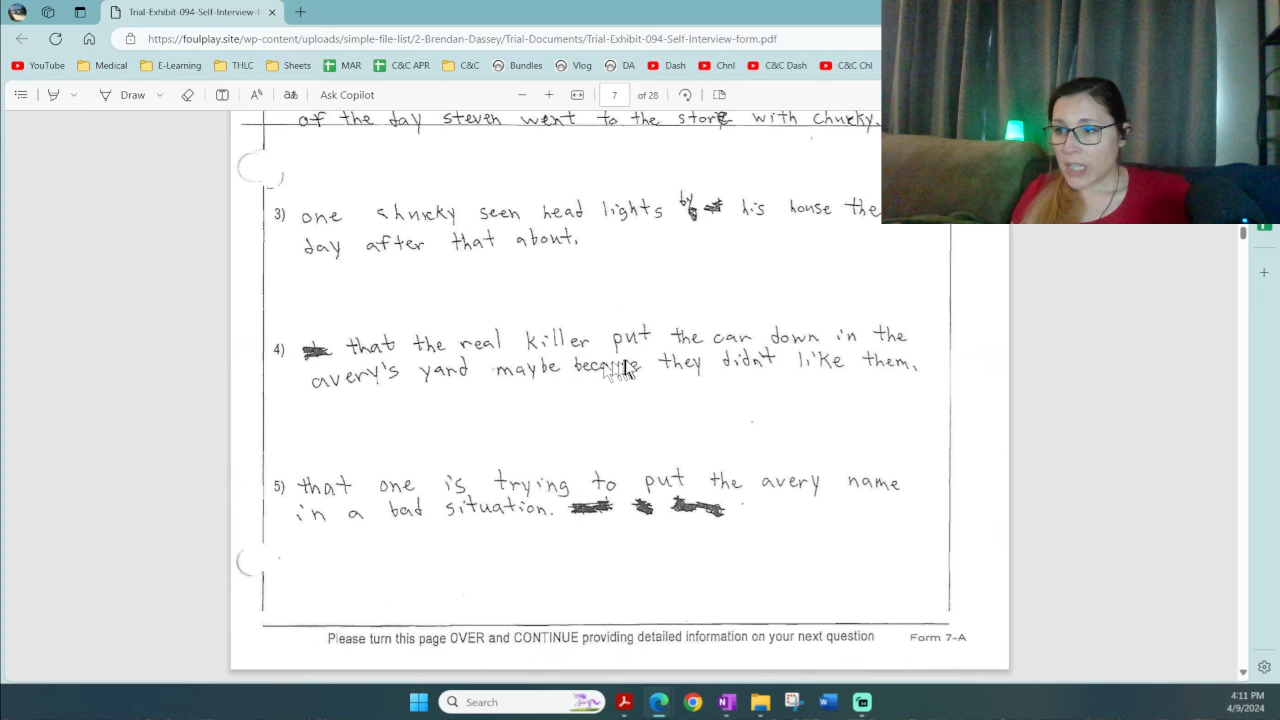 Trial-Exhibit-094-Self-Interview-form
https://foulplay.site/wp-content/uploads/simple-file-list/2-Brendan-Dassey/Trial-Documents/Trial-Exhibit-094-Self-Interview-form.pdf
YouTube Medical E-Learning THLC Sheets MAR C&C APR C&C Bundles Vlog DA Dash Chnl C&C Dash C&C Chl
Draw aあ Ask Copilot 7 of 28
of the day steven went to the store with chucky.
3) one chucky seen head lights by his house the
day after that about.
4) that the real killer put the car down in the
avery's yard maybe because they didn't like them.
5) that one is trying to put the avery name
in a bad situation.
Please turn this page OVER and CONTINUE providing detailed information on your next question Form 7-A
Search
4:11 PM
4/9/2024